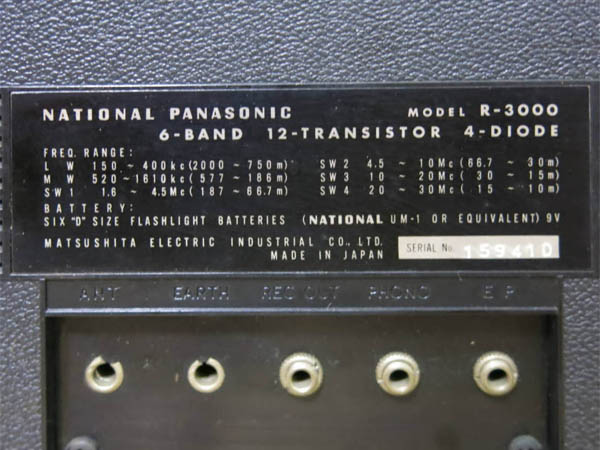 NATIONAL PANASONIC MODEL R-3000
6-BAND 12-TRANSISTOR 4-DIODE
FREQ. RANGE:
L W 150 ~ 400kc (2000 ~ 750m) SW 2 4.5 ~ 10Mc (66.7 ~ 30m)
M W 520 ~ 1610kc (577 ~ 186m) SW 3 10 ~ 20Mc (30 ~ 15m)
SW 1 1.6 ~ 4.5Mc (187 ~ 66.7m) SW 4 20 ~ 30Mc (15 ~ 10m)
BATTERY:
SIX "D" SIZE FLASHLIGHT BATTERIES (NATIONAL UM-1 OR EQUIVALENT) 9V
MATSUSHITA ELECTRIC INDUSTRIAL CO., LTD.
MADE IN JAPAN SERIAL No. 159410
ANT EARTH REC OUT PHONO EP